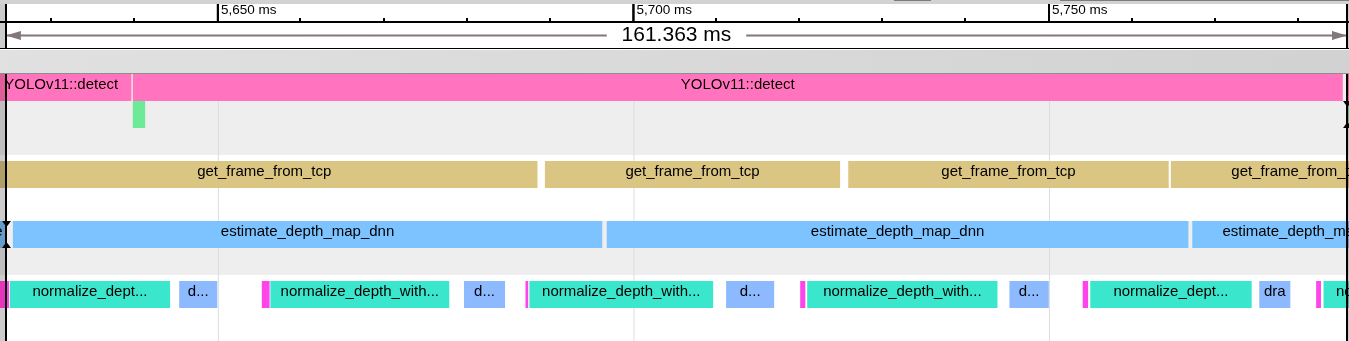 5,650 ms 5,700 ms 5,750 ms
161.363 ms
YOLOv11::detect YOLOv11::detect
get_frame_from_tcp get_frame_from_tcp get_frame_from_tcp get_frame_from_t
estimate_depth_map_dnn estimate_depth_map_dnn estimate_depth_m
normalize_dept... d... normalize_depth_with... d... normalize_depth_with... d... normalize_depth_with... d... normalize_dept... dra